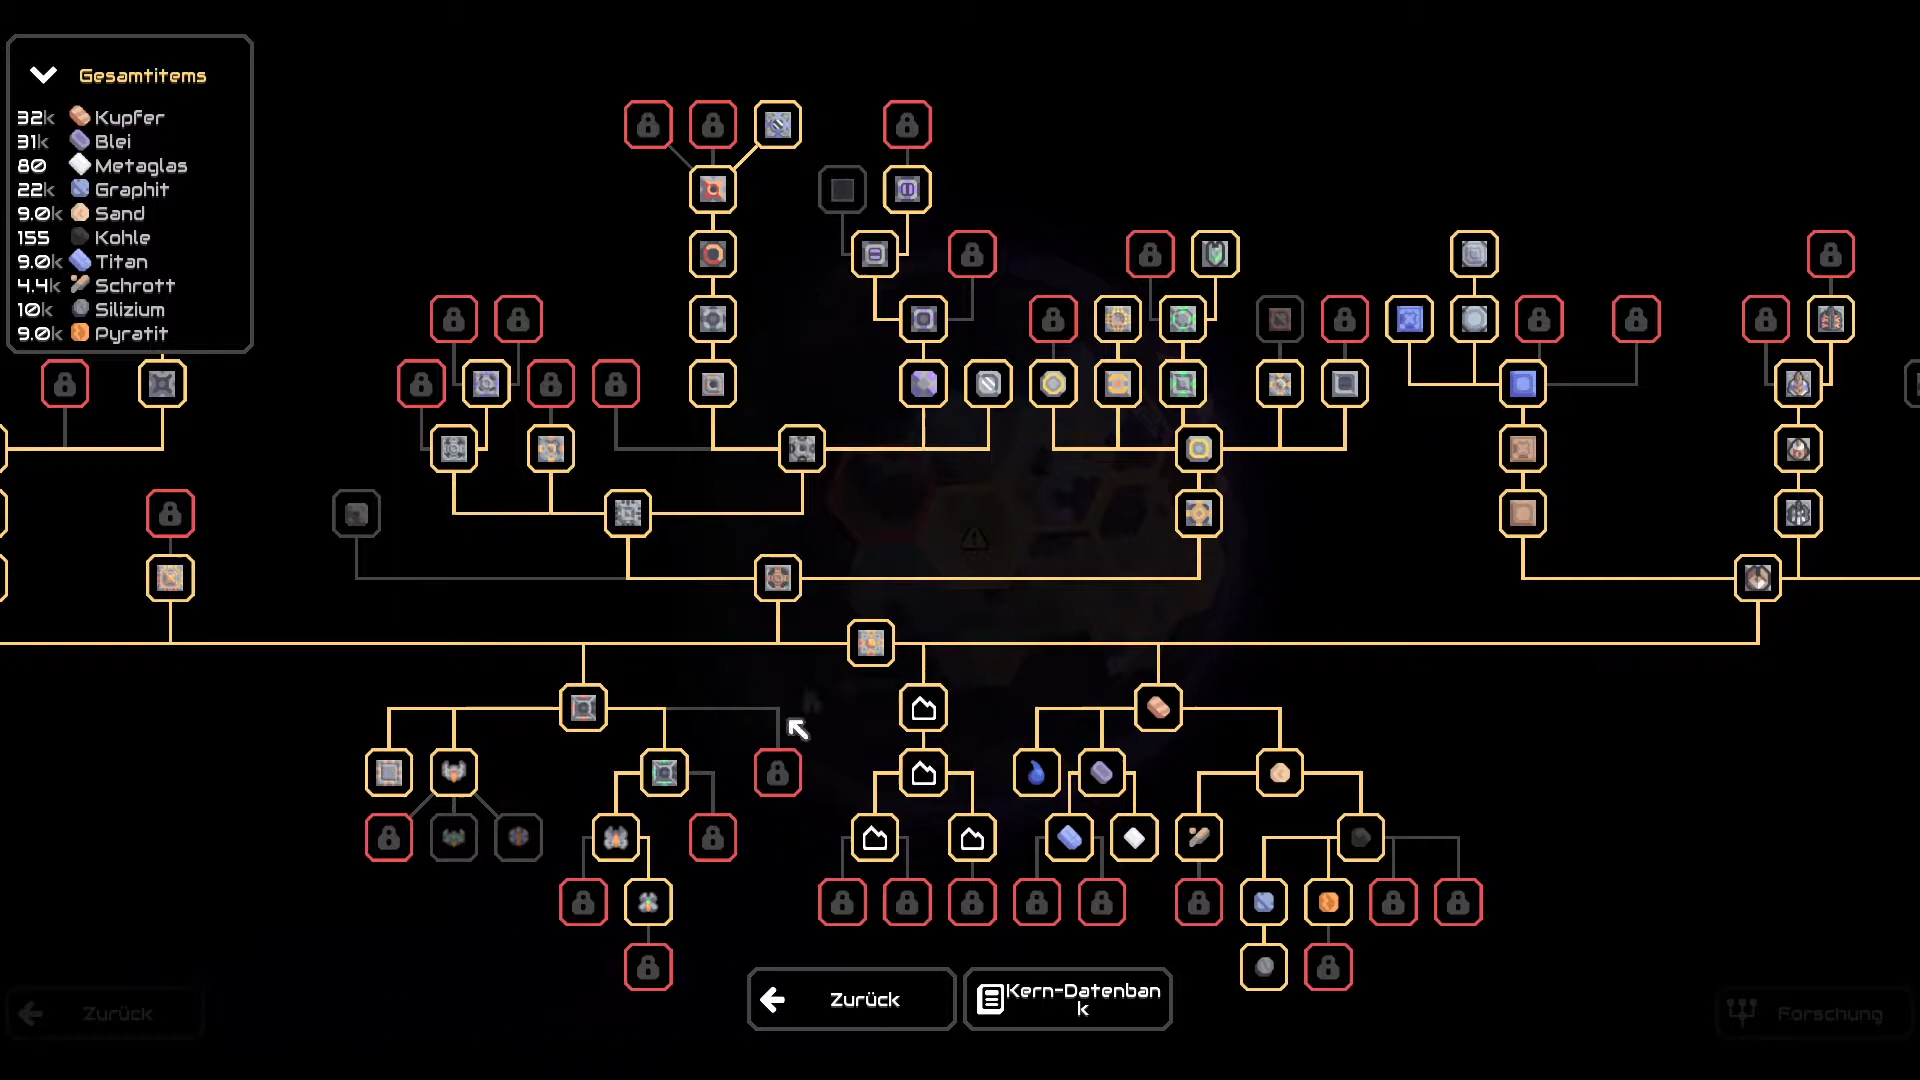 Gesamtitems
32k Kupfer
31k Blei
80 Metaglas
22k Graphit
9.0k Sand
155 Kohle
9.0k Titan
4.4k Schrott
10k Silizium
9.0k Pyratit
Zurück
Kern-Datenban
k
Zurück
Forschung